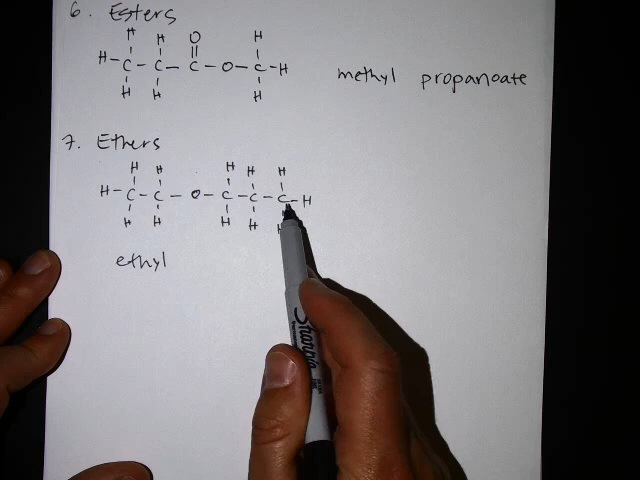 6. Esters
H H O H
H-C-C-C-O-C-H
H H H
methyl propanoate
7. Ethers
H H H H H
H-C-C-O-C-C-C-H
H H H H H
ethyl
Sharpie